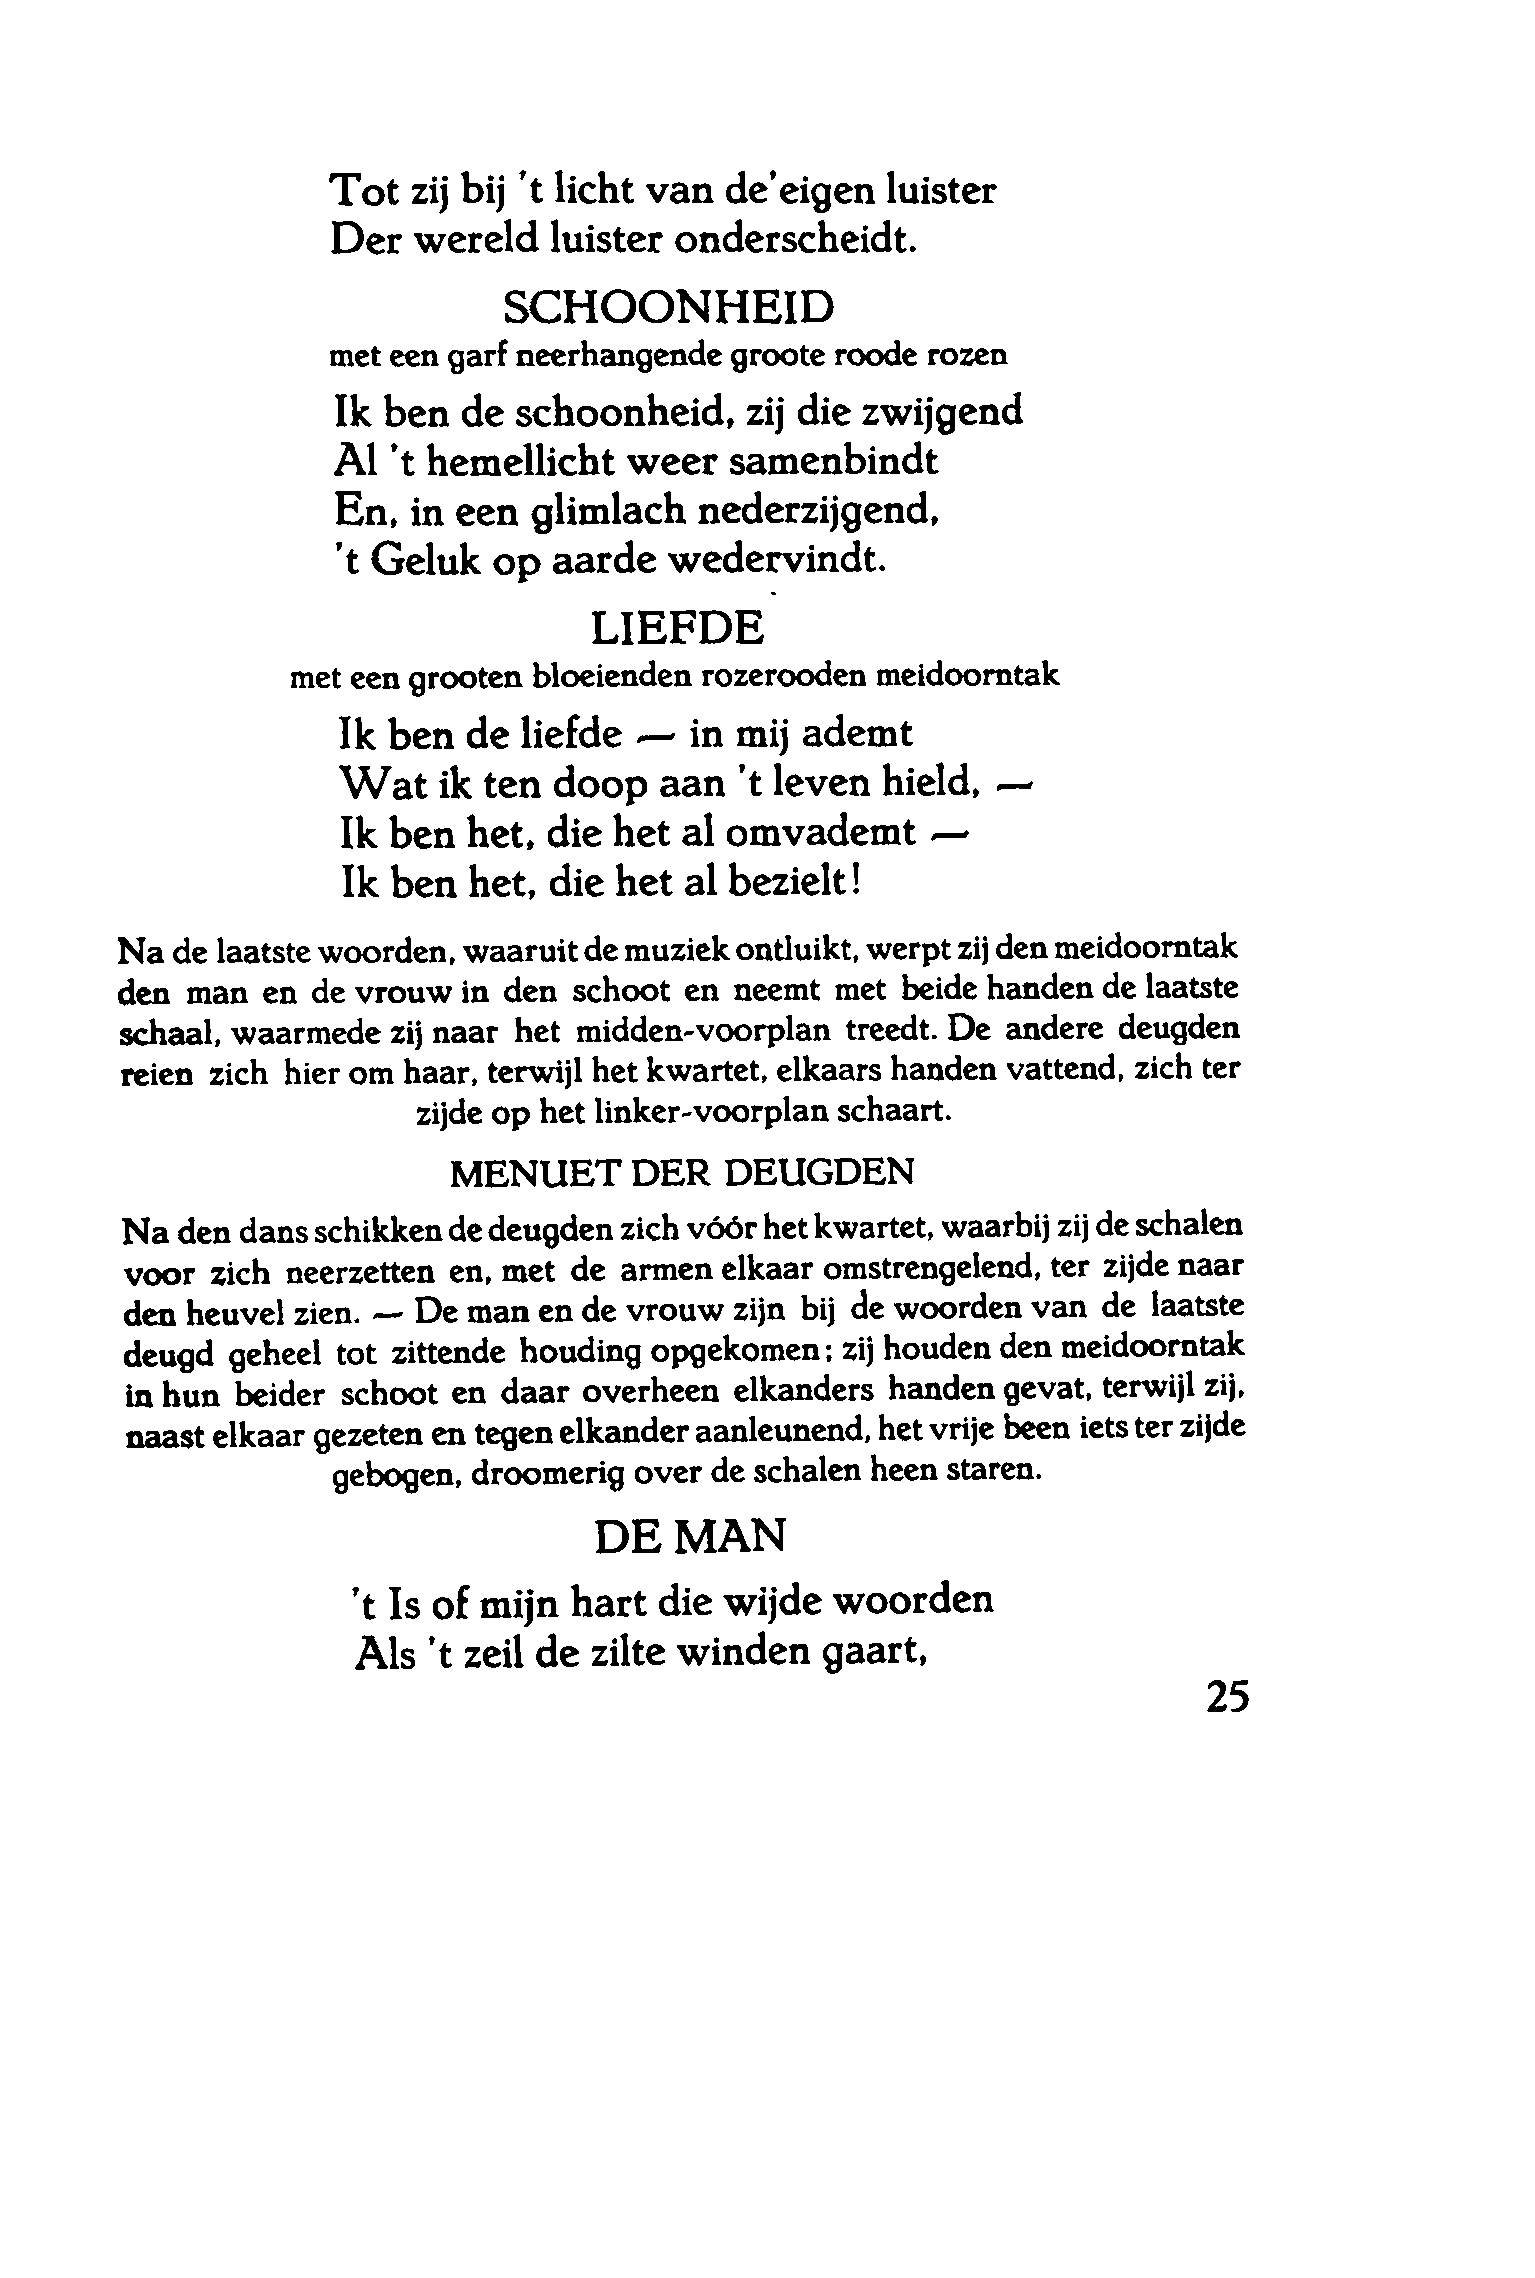 Tot zij bij 't licht van de'eigen luister
Der wereld luister onderscheidt.
SCHOONHEID
met een garf neerhangende groote roode rozen
Ik ben de schoonheid, zij die zwijgend
Al 't hemellicht weer samenbindt
En, in een glimlach nederzijgend,
't Geluk op aarde wedervindt.
LIEFDE
met een grooten bloeienden rozerooden meidoorntak
Ik ben de liefde — in mij ademt
Wat ik ten doop aan 't leven hield, —
Ik ben het, die het al omvademt —
Ik ben het, die het al bezielt!
Na de laatste woorden, waaruit de muziek ontluikt, werpt zij den meidoorntak
den man en de vrouw in den schoot en neemt met beide handen de laatste
schaal, waarmede zij naar het midden-voorplan treedt. De andere deugden
reien zich hier om haar, terwijl het kwartet, elkaars handen vattend, zich ter
zijde op het linker-voorplan schaart.
MENUET DER DEUGDEN
Na den dans schikken de deugden zich vóór het kwartet, waarbij zij de schalen
voor zich neerzetten en, met de armen elkaar omstrengelend, ter zijde naar
den heuvel zien. — De man en de vrouw zijn bij de woorden van de laatste
deugd geheel tot zittende houding opgekomen; zij houden den meidoorntak
in hun beider schoot en daar overheen elkanders handen gevat, terwijl zij,
naast elkaar gezeten en tegen elkander aanleunend, het vrije been iets ter zijde
gebogen, droomerig over de schalen heen staren.
DE MAN
't Is of mijn hart die wijde woorden
Als 't zeil de zilte winden gaart,
25